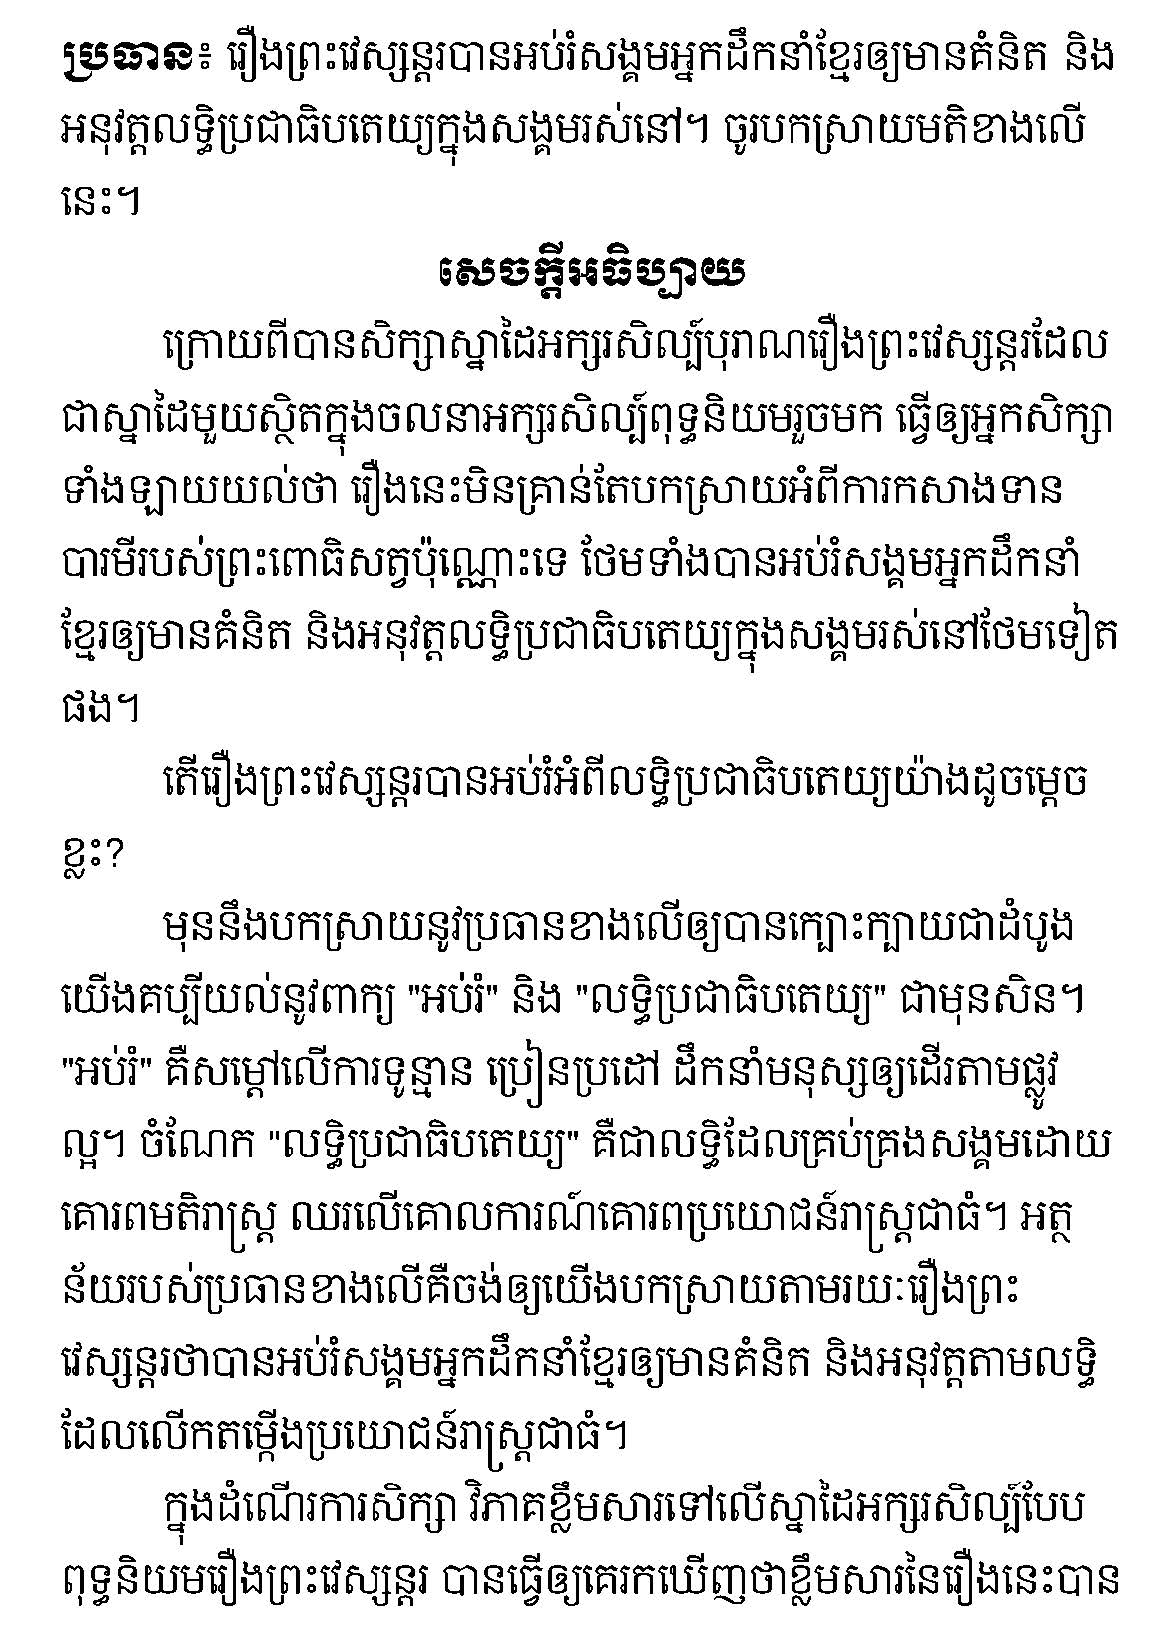 ប្រធាន៖ រឿងព្រះវេស្សន្តរបានអប់រំសង្គមអ្នកដឹកនាំខ្មែរឲ្យមានគំនិត និង
អនុវត្តលទ្ធិប្រជាធិបតេយ្យក្នុងសង្គមរស់នៅ។ ចូរបកស្រាយមតិខាងលើ
នេះ។
សេចក្តីអធិប្បាយ
ក្រោយពីបានសិក្សាស្នាដៃអក្សរសិល្ប៍បុរាណរឿងព្រះវេស្សន្តរដែល
ជាស្នាដៃមួយស្ថិតក្នុងចលនាអក្សរសិល្ប៍ពុទ្ធនិយមរួចមក ធ្វើឲ្យអ្នកសិក្សា
ទាំងឡាយយល់ថា រឿងនេះមិនគ្រាន់តែបកស្រាយអំពីការកសាងទាន
បារមីរបស់ព្រះពោធិសត្វប៉ុណ្ណោះទេ ថែមទាំងបានអប់រំសង្គមអ្នកដឹកនាំ
ខ្មែរឲ្យមានគំនិត និងអនុវត្តលទ្ធិប្រជាធិបតេយ្យក្នុងសង្គមរស់នៅថែមទៀត
ផង។
តើរឿងព្រះវេស្សន្តរបានអប់រំអំពីលទ្ធិប្រជាធិបតេយ្យយ៉ាងដូចម្តេច
ខ្លះ?
មុននឹងបកស្រាយនូវប្រធានខាងលើឲ្យបានក្បោះក្បាយជាដំបូង
យើងគប្បីយល់នូវពាក្យ "អប់រំ" និង "លទ្ធិប្រជាធិបតេយ្យ" ជាមុនសិន។
"អប់រំ" គឺសម្តៅលើការទូន្មាន ប្រៀនប្រដៅ ដឹកនាំមនុស្សឲ្យដើរតាមផ្លូវ
ល្អ។ ចំណែក "លទ្ធិប្រជាធិបតេយ្យ" គឺជាលទ្ធិដែលគ្រប់គ្រងសង្គមដោយ
គោរពមតិរាស្ត្រ ឈរលើគោលការណ៍គោរពប្រយោជន៍រាស្ត្រជាធំ។ អត្ថ
ន័យរបស់ប្រធានខាងលើគឺចង់ឲ្យយើងបកស្រាយតាមរយៈរឿងព្រះ
វេស្សន្តរថាបានអប់រំសង្គមអ្នកដឹកនាំខ្មែរឲ្យមានគំនិត និងអនុវត្តតាមលទ្ធិ
ដែលលើកតម្កើងប្រយោជន៍រាស្ត្រជាធំ។
ក្នុងដំណើរការសិក្សា វិភាគខ្លឹមសារទៅលើស្នាដៃអក្សរសិល្ប៍បែប
ពុទ្ធនិយមរឿងព្រះវេស្សន្តរ បានធ្វើឲ្យគេរកឃើញថាខ្លឹមសារនៃរឿងនេះបាន